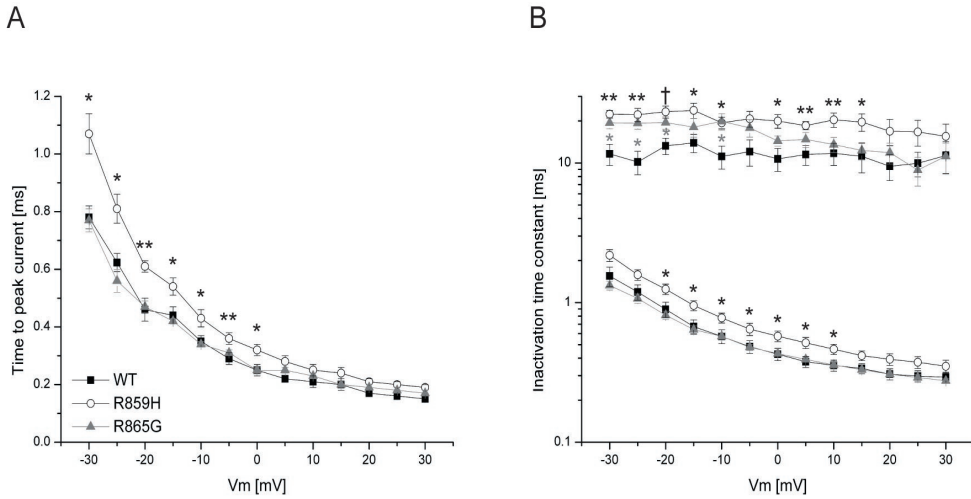 A
B
Time to peak current [ms]
1.2
1.0
0.8
0.6
0.4
0.2
0.0
* * ** * * ** *
WT
R859H
R865G
-30 -20 -10 0 10 20 30
Vm [mV]
Inactivation time constant [ms]
10
1
0.1
** ** † * * * ** ** *
* * * *
* * * * * * *
-30 -20 -10 0 10 20 30
Vm [mV]